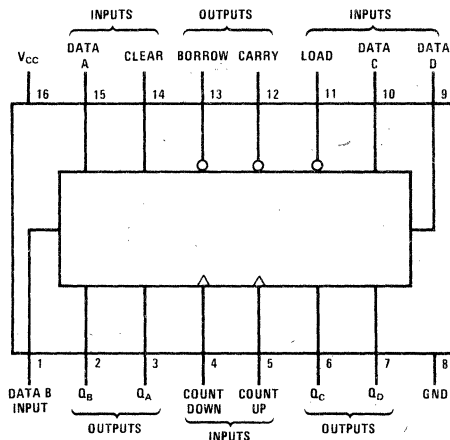 INPUTS OUTPUTS INPUTS
DATA A CLEAR BORROW CARRY LOAD DATA C DATA D
VCC
16 15 14 13 12 11 10 9
1 2 3 4 5 6 7 8
DATA B INPUT QB QA COUNT DOWN COUNT UP QC QD GND
OUTPUTS INPUTS OUTPUTS